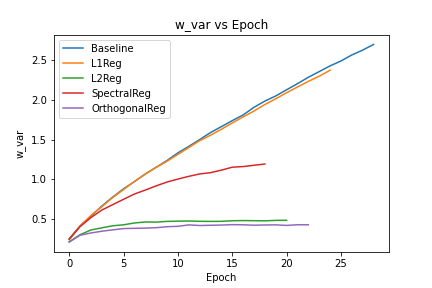 w_var vs Epoch
Baseline
L1Reg
L2Reg
SpectralReg
OrthogonalReg
w_var
2.5
2.0
1.5
1.0
0.5
0
5
10
15
20
25
Epoch